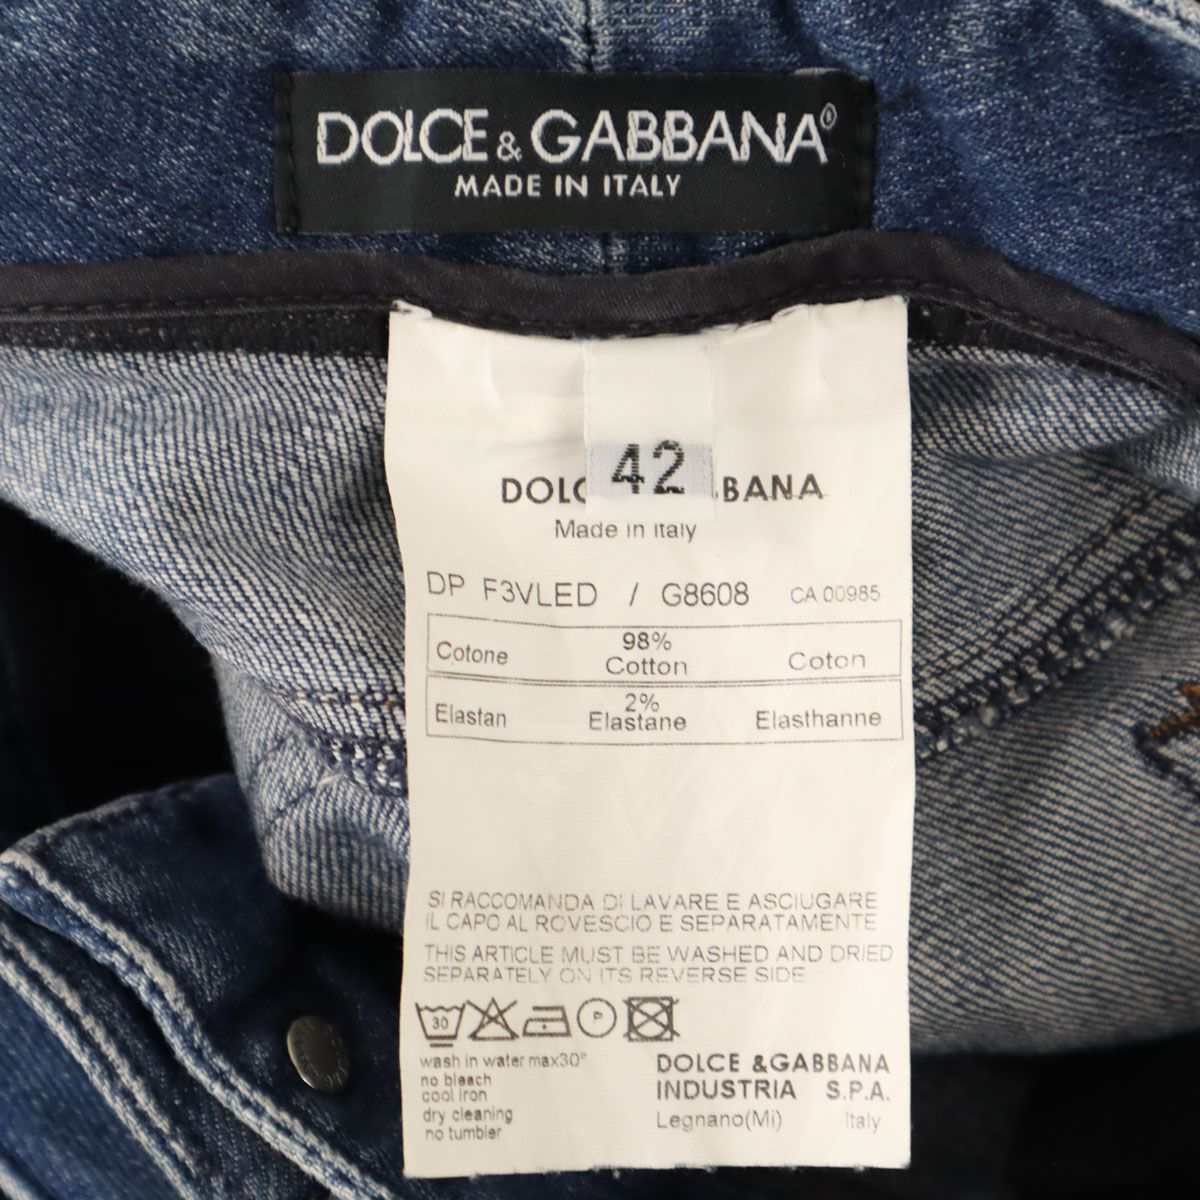 DOLCE & GABBANA®
MADE IN ITALY
42
DOLC BBANA
Made in Italy
DP F3VLED / G8608 CA 00985
98%
Cotone Cotton Coton
2%
Elastan Elastane Elasthanne
SI RACCOMANDA DI LAVARE E ASCIUGARE
IL CAPO AL ROVESCIO E SEPARATAMENTE
THIS ARTICLE MUST BE WASHED AND DRIED
SEPARATELY ON ITS REVERSE SIDE
30 P
wash in water max30°
no bleach
cool iron
dry cleaning
no tumbler
DOLCE & GABBANA
INDUSTRIA S.P.A.
Legnano(Mi) Italy